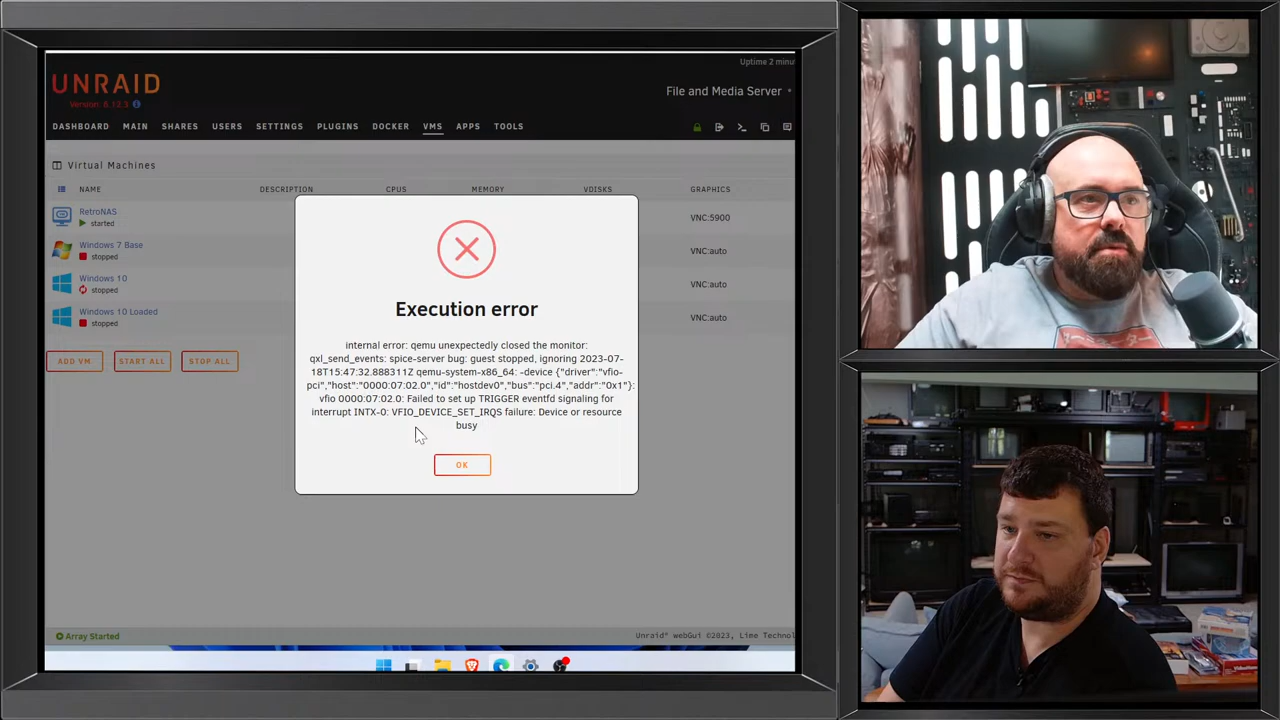 Uptime 2 minu
UNRAID
Version: 6.12.3
File and Media Server
DASHBOARD MAIN SHARES USERS SETTINGS PLUGINS DOCKER VMS APPS TOOLS
Virtual Machines
NAME DESCRIPTION CPUS MEMORY VDISKS GRAPHICS
RetroNAS
started
VNC:5900
Windows 7 Base
stopped
VNC:auto
Windows 10
stopped
VNC:auto
Windows 10 Loaded
stopped
VNC:auto
ADD VM START ALL STOP ALL
Execution error
internal error: qemu unexpectedly closed the monitor:
qxl_send_events: spice-server bug: guest stopped, ignoring 2023-07-
18T15:47:32.888311Z qemu-system-x86_64: -device {"driver":"vfio-
pci","host":"0000:07:02.0","id":"hostdev0","bus":"pci.4","addr":"0x1"}:
vfio 0000:07:02.0: Failed to set up TRIGGER eventfd signaling for
interrupt INTX-0: VFIO_DEVICE_SET_IRQS failure: Device or resource
busy
OK
Array Started
Unraid® webGui ©2023, Lime Technol